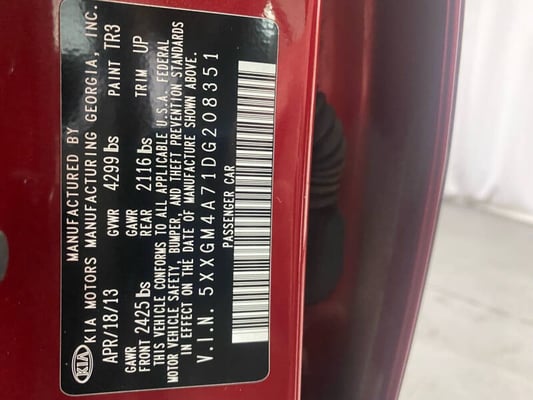 MANUFACTURED BY
KIA MOTORS MANUFACTURING GEORGIA, INC.
APR/18/13 GVWR 4299 lbs PAINT TR3
GAWR FRONT 2425 lbs GAWR REAR 2116 lbs TRIM UP
THIS VEHICLE CONFORMS TO ALL APPLICABLE U.S.A. FEDERAL
MOTOR VEHICLE SAFETY, BUMPER, AND THEFT PREVENTION STANDARDS
IN EFFECT ON THE DATE OF MANUFACTURE SHOWN ABOVE.
V.I.N. 5XXGM4A71DG208351
PASSENGER CAR
KIA